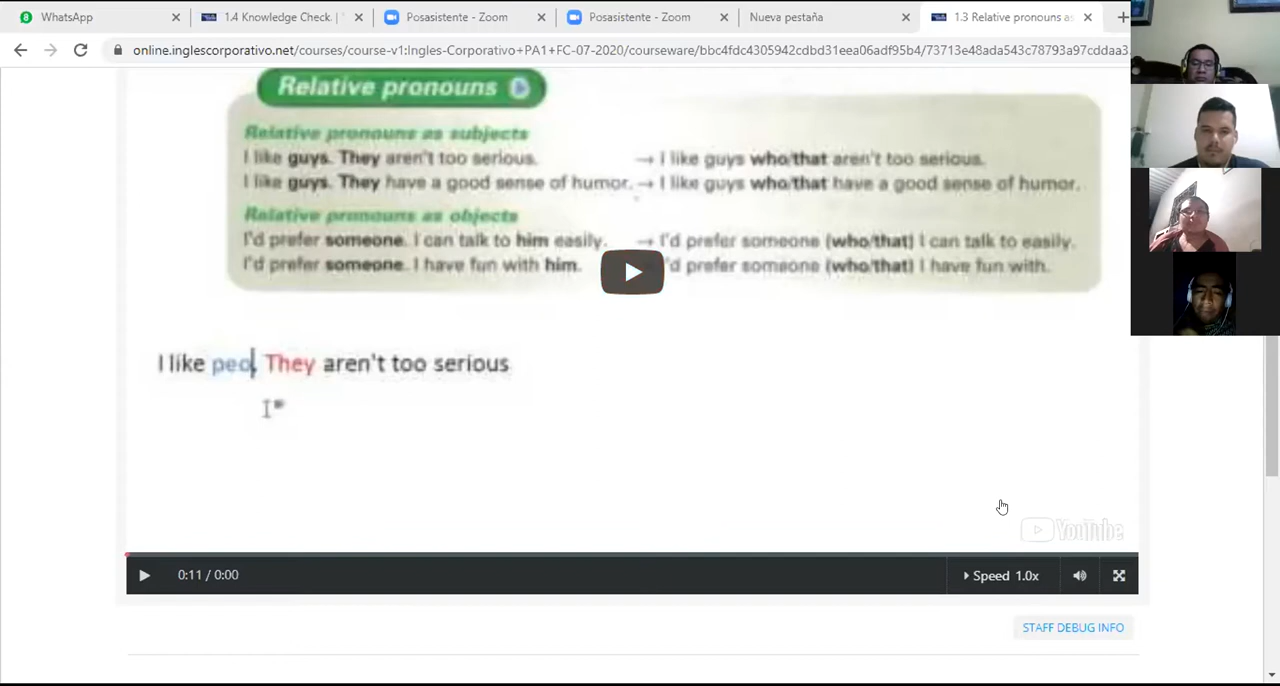 8 WhatsApp 1.4 Knowledge Check. | Posasistente - Zoom Posasistente - Zoom Nueva pestaña 1.3 Relative pronouns as
online.inglescorporativo.net/courses/course-v1:Ingles-Corporativo+PA1+FC-07-2020/courseware/bbc4fdc4305942cdbd31eea06adf95b4/73713e48ada543c78793a97cddaa3...
Relative pronouns
Relative pronouns as subjects
I like guys. They aren't too serious. → I like guys who/that aren't too serious.
I like guys. They have a good sense of humor. → I like guys who/that have a good sense of humor.
Relative pronouns as objects
I'd prefer someone. I can talk to him easily. → I'd prefer someone (who/that) I can talk to easily.
I'd prefer someone. I have fun with him. I'd prefer someone (who/that) I have fun with.
I like peo. They aren't too serious
YouTube
0:11 / 0:00 Speed 1.0x
STAFF DEBUG INFO